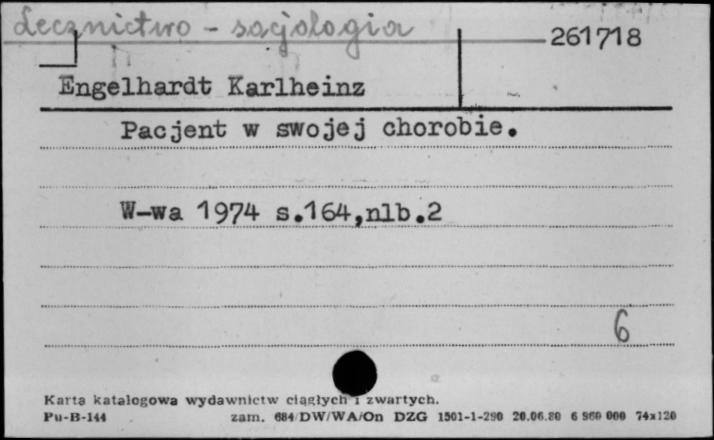 Lecznictwo - socjologia
261718
Engelhardt Karlheinz
Pacjent w swojej chorobie.
W-wa 1974 s.164,nlb.2
6
Karta katalogowa wydawnictw ciągłych i zwartych.
Pu-B-144 zam. 684/DW/WA/On DZG 1501-1-290 20.06.80 6 960 000 74x120